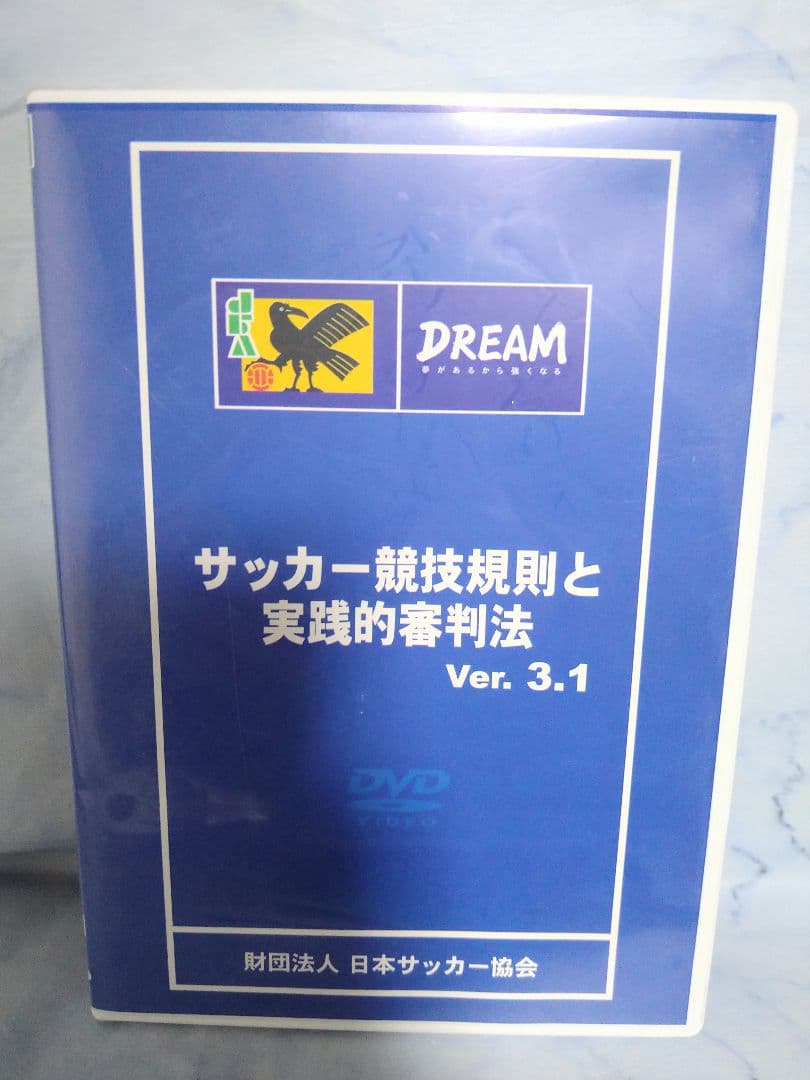 JFA
DREAM
夢があるから強くなる
サッカー競技規則と
実践的審判法
Ver. 3.1
DVD
VIDEO
財団法人 日本サッカー協会